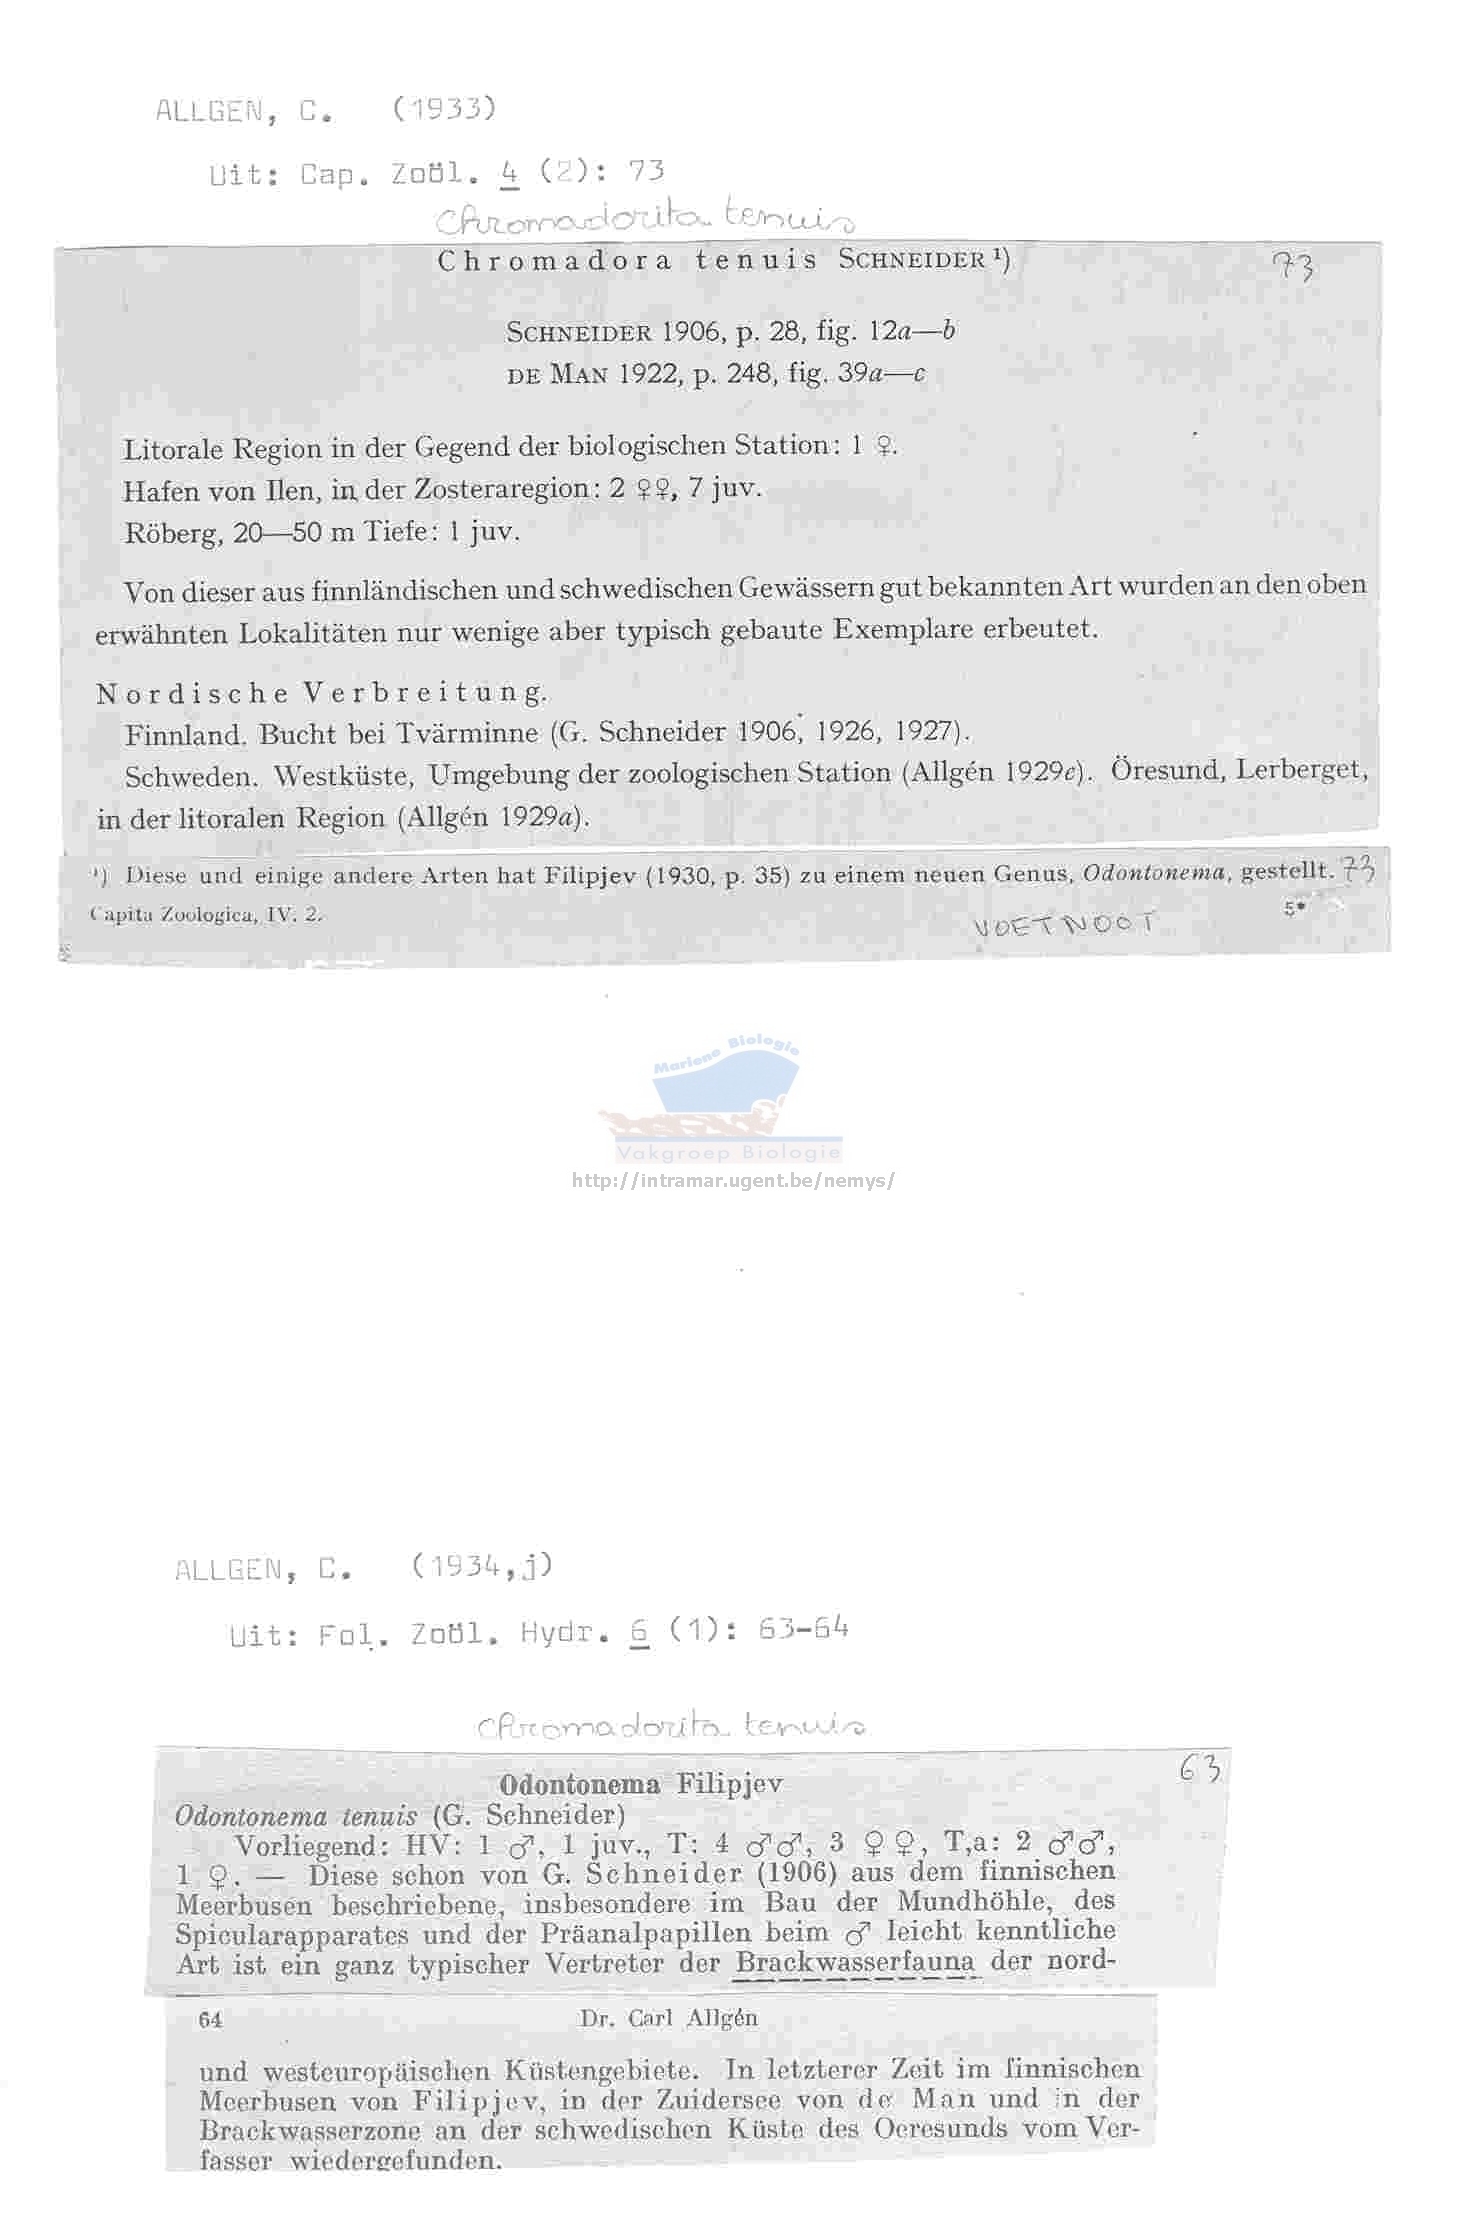 ALLGEN, C. (1933)
Uit: Cap. Zoöl. 4 (2): 73
Chromadorita tenuis
Chromadora tenuis SCHNEIDER ¹)
73
SCHNEIDER 1906, p. 28, fig. 12a—b
DE MAN 1922, p. 248, fig. 39a—c
Litorale Region in der Gegend der biologischen Station: 1 ♀.
Hafen von Ilen, in der Zosteraregion: 2 ♀♀, 7 juv.
Röberg, 20—50 m Tiefe: 1 juv.
Von dieser aus finnländischen und schwedischen Gewässern gut bekannten Art wurden an den oben
erwähnten Lokalitäten nur wenige aber typisch gebaute Exemplare erbeutet.
Nordische Verbreitung.
Finnland. Bucht bei Tvärminne (G. Schneider 1906, 1926, 1927).
Schweden. Westküste, Umgebung der zoologischen Station (Allgén 1929c). Öresund, Lerberget,
in der litoralen Region (Allgén 1929a).
¹) Diese und einige andere Arten hat Filipjev (1930, p. 35) zu einem neuen Genus, Odontonema, gestellt. 73
Capita Zoologica, IV. 2.
VOETNOOT
5*
Mariene Biologie
Vakgroep Biologie
http://intramar.ugent.be/nemys/
ALLGEN, C. (1934,j)
Uit: Fol. Zoöl. Hydr. 6 (1): 63-64
Chromadorita tenuis
63
Odontonema Filipjev
Odontonema tenuis (G. Schneider)
Vorliegend: HV: 1 ♂, 1 juv., T: 4 ♂♂, 3 ♀♀, T,a: 2 ♂♂,
1 ♀. — Diese schon von G. Schneider (1906) aus dem finnischen
Meerbusen beschriebene, insbesondere im Bau der Mundhöhle, des
Spicularapparates und der Präanalpapillen beim ♂ leicht kenntliche
Art ist ein ganz typischer Vertreter der Brackwasserfauna der nord-
64 Dr. Carl Allgén
und westeuropäischen Küstengebiete. In letzterer Zeit im finnischen
Meerbusen von Filipjev, in der Zuidersee von de Man und in der
Brackwasserzone an der schwedischen Küste des Oeresunds vom Ver-
fasser wiedergefunden.